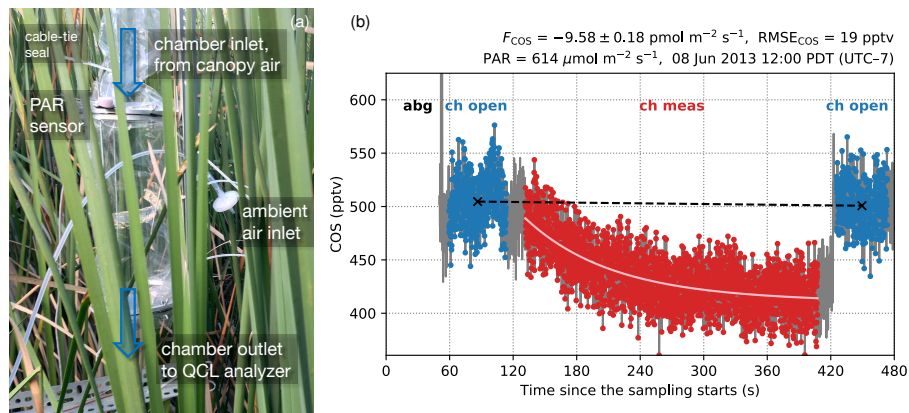 (a)
cable-tie
seal
chamber inlet,
from canopy air
PAR
sensor
ambient
air inlet
chamber outlet
to QCL analyzer
(b)
F_COS = −9.58 ± 0.18 pmol m⁻² s⁻¹, RMSE_COS = 19 pptv
PAR = 614 μmol m⁻² s⁻¹, 08 Jun 2013 12:00 PDT (UTC−7)
abg ch open ch meas ch open
600
550
500
450
400
COS (pptv)
0 60 120 180 240 300 360 420 480
Time since the sampling starts (s)